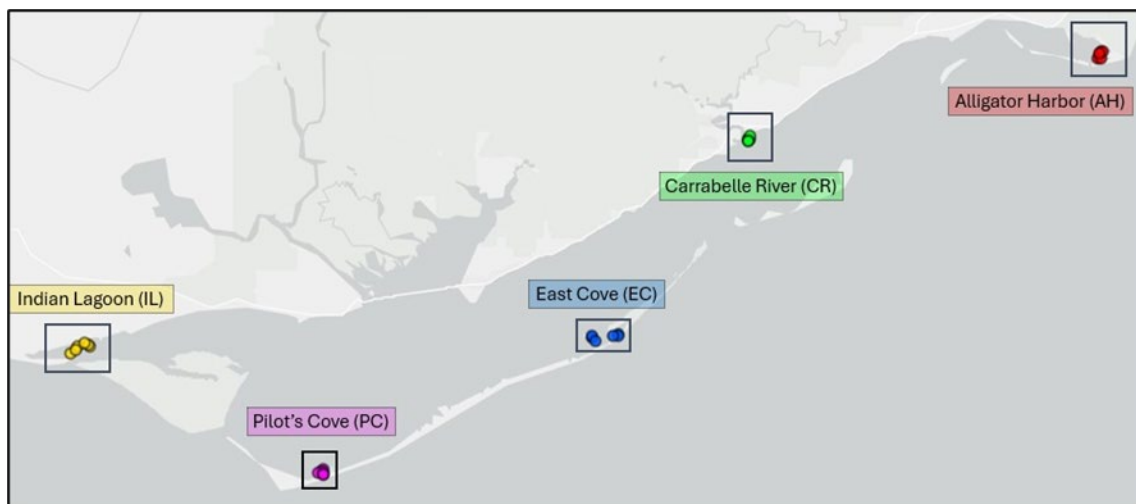 Alligator Harbor (AH)
Carrabelle River (CR)
Indian Lagoon (IL)
East Cove (EC)
Pilot’s Cove (PC)